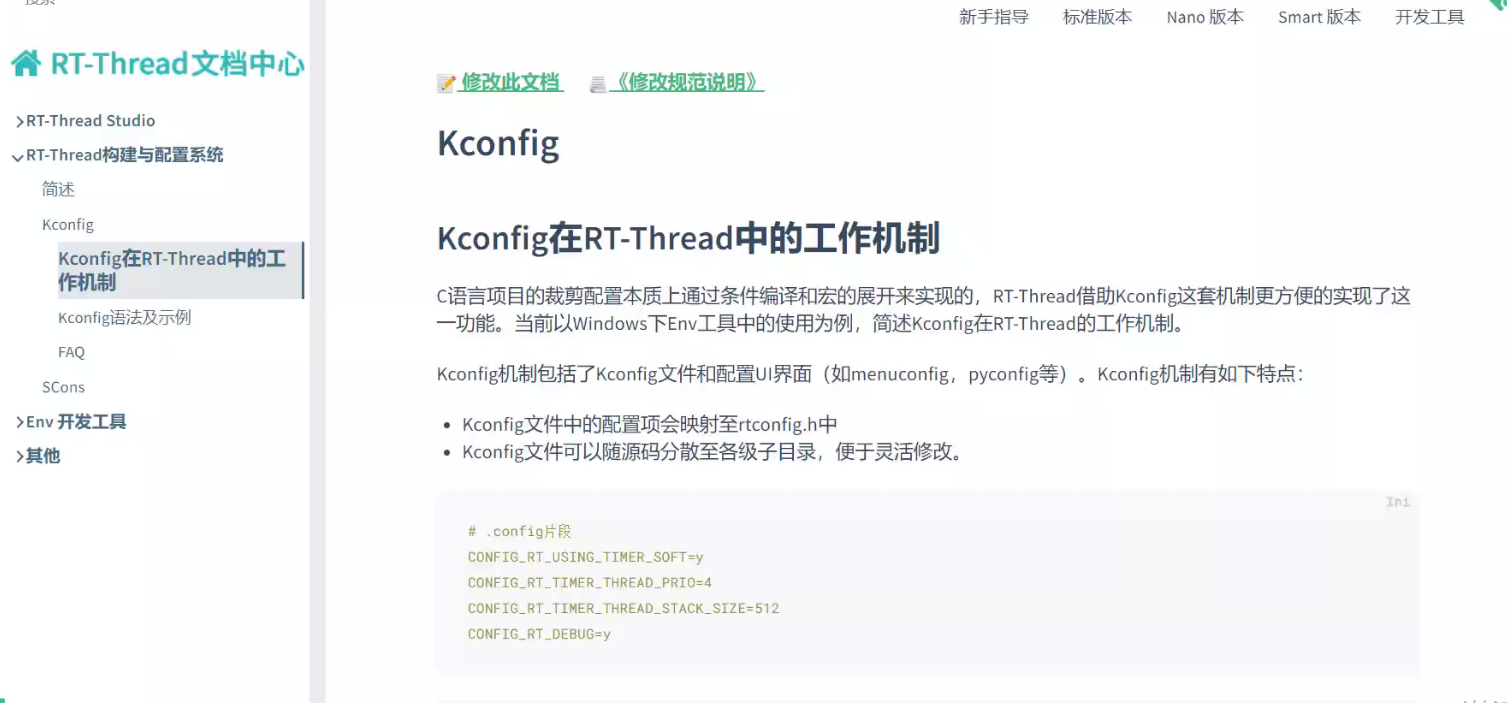 搜索
新手指导 标准版本 Nano 版本 Smart 版本 开发工具
RT-Thread文档中心
RT-Thread Studio
RT-Thread构建与配置系统
简述
Kconfig
Kconfig在RT-Thread中的工
作机制
Kconfig语法及示例
FAQ
SCons
Env 开发工具
其他
修改此文档 《修改规范说明》
Kconfig
Kconfig在RT-Thread中的工作机制
C语言项目的裁剪配置本质上通过条件编译和宏的展开来实现的，RT-Thread借助Kconfig这套机制更方便的实现了这
一功能。当前以Windows下Env工具中的使用为例，简述Kconfig在RT-Thread的工作机制。
Kconfig机制包括了Kconfig文件和配置UI界面（如menuconfig，pyconfig等）。Kconfig机制有如下特点：
Kconfig文件中的配置项会映射至rtconfig.h中
Kconfig文件可以随源码分散至各级子目录，便于灵活修改。
Ini
# .config片段
CONFIG_RT_USING_TIMER_SOFT=y
CONFIG_RT_TIMER_THREAD_PRIO=4
CONFIG_RT_TIMER_THREAD_STACK_SIZE=512
CONFIG_RT_DEBUG=y